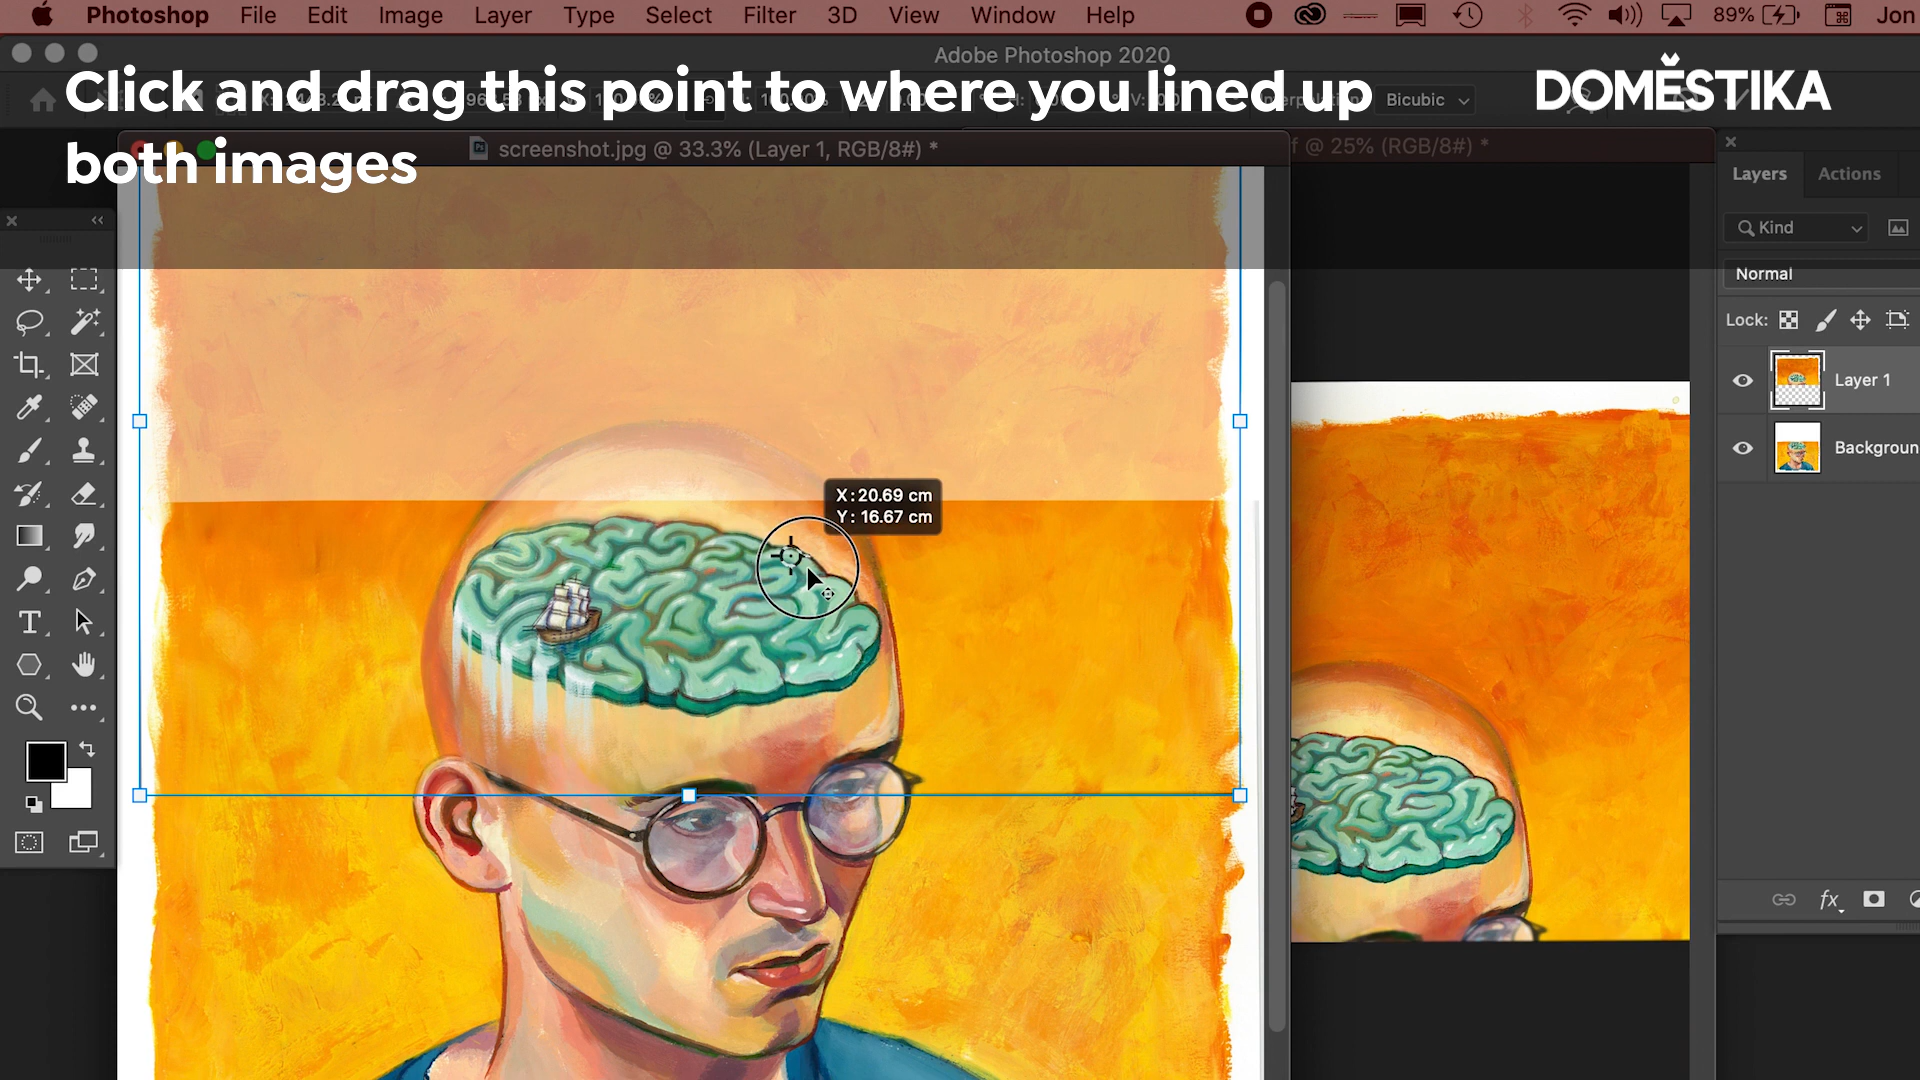 Photoshop File Edit Image Layer Type Select Filter 3D View Window Help 89% Jon
Adobe Photoshop 2020
Click and drag this point to where you lined up
both images
DOMESTIKA
Bicubic
screenshot.jpg @ 33.3% (Layer 1, RGB/8#) *
f @ 25% (RGB/8#) *
Layers Actions
Kind
Normal
Lock:
Layer 1
Backgroun
X: 20.69 cm
Y: 16.67 cm
T
fx